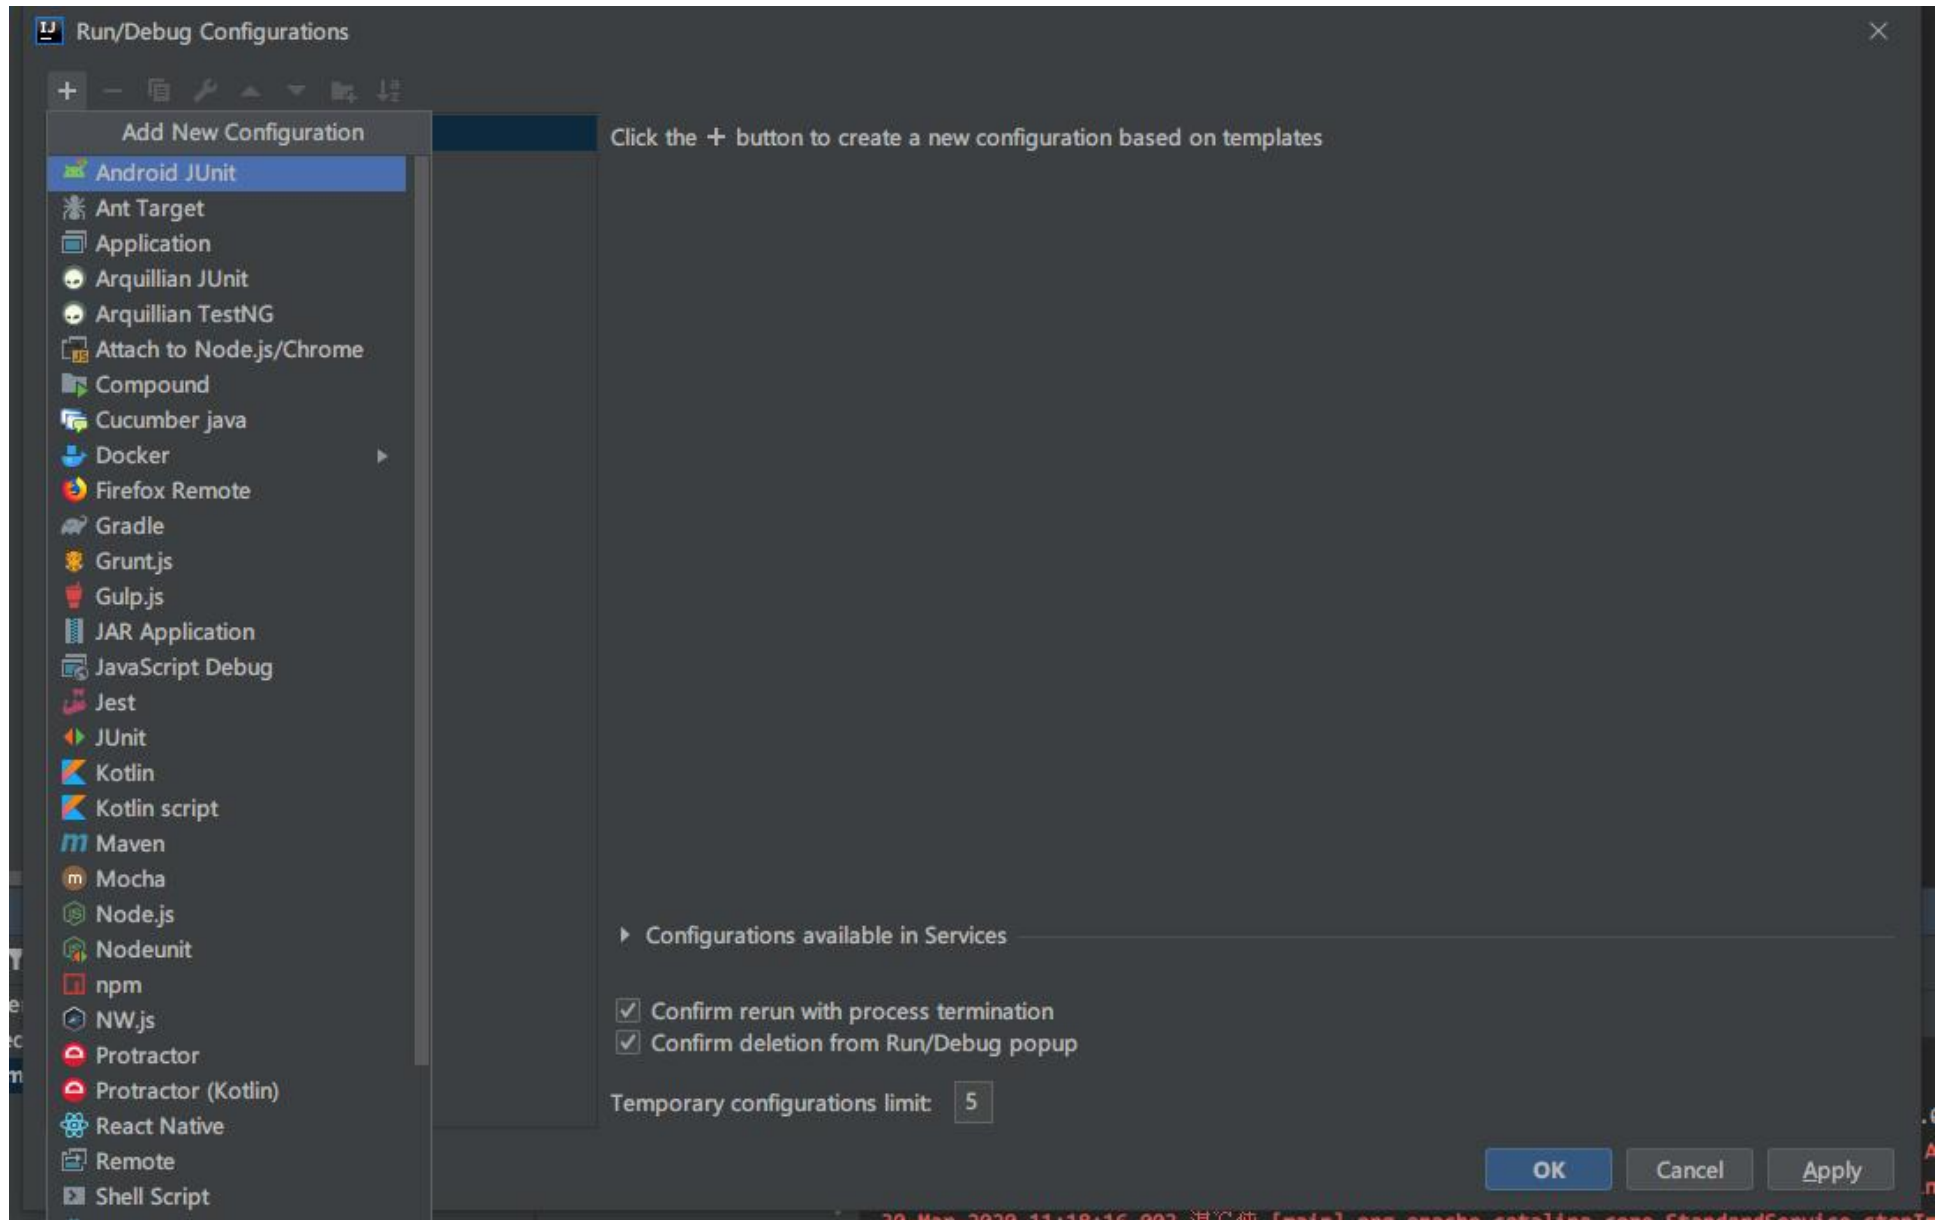 Run/Debug Configurations
Add New Configuration
Click the + button to create a new configuration based on templates
Android JUnit
Ant Target
Application
Arquillian JUnit
Arquillian TestNG
Attach to Node.js/Chrome
Compound
Cucumber java
Docker
Firefox Remote
Gradle
Grunt.js
Gulp.js
JAR Application
JavaScript Debug
Jest
JUnit
Kotlin
Kotlin script
Maven
Mocha
Node.js
Nodeunit
npm
NW.js
Protractor
Protractor (Kotlin)
React Native
Remote
Shell Script
Configurations available in Services
Confirm rerun with process termination
Confirm deletion from Run/Debug popup
Temporary configurations limit: 5
OK Cancel Apply